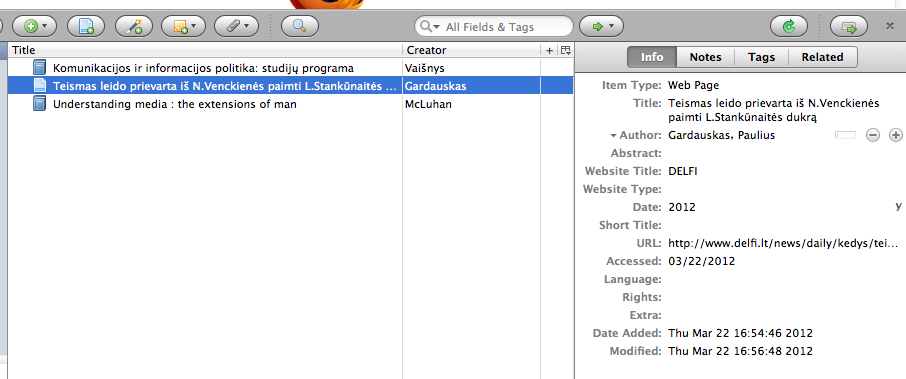 All Fields & Tags
Title Creator +
Komunikacijos ir informacijos politika: studijų programa Vaišnys
Teismas leido prievarta iš N.Venckienės paimti L.Stankūnaitės ... Gardauskas
Understanding media : the extensions of man McLuhan
Info Notes Tags Related
Item Type: Web Page
Title: Teismas leido prievarta iš N.Venckienės
paimti L.Stankūnaitės dukrą
Author: Gardauskas, Paulius
Abstract:
Website Title: DELFI
Website Type:
Date: 2012 y
Short Title:
URL: http://www.delfi.lt/news/daily/kedys/tei...
Accessed: 03/22/2012
Language:
Rights:
Extra:
Date Added: Thu Mar 22 16:54:46 2012
Modified: Thu Mar 22 16:56:48 2012